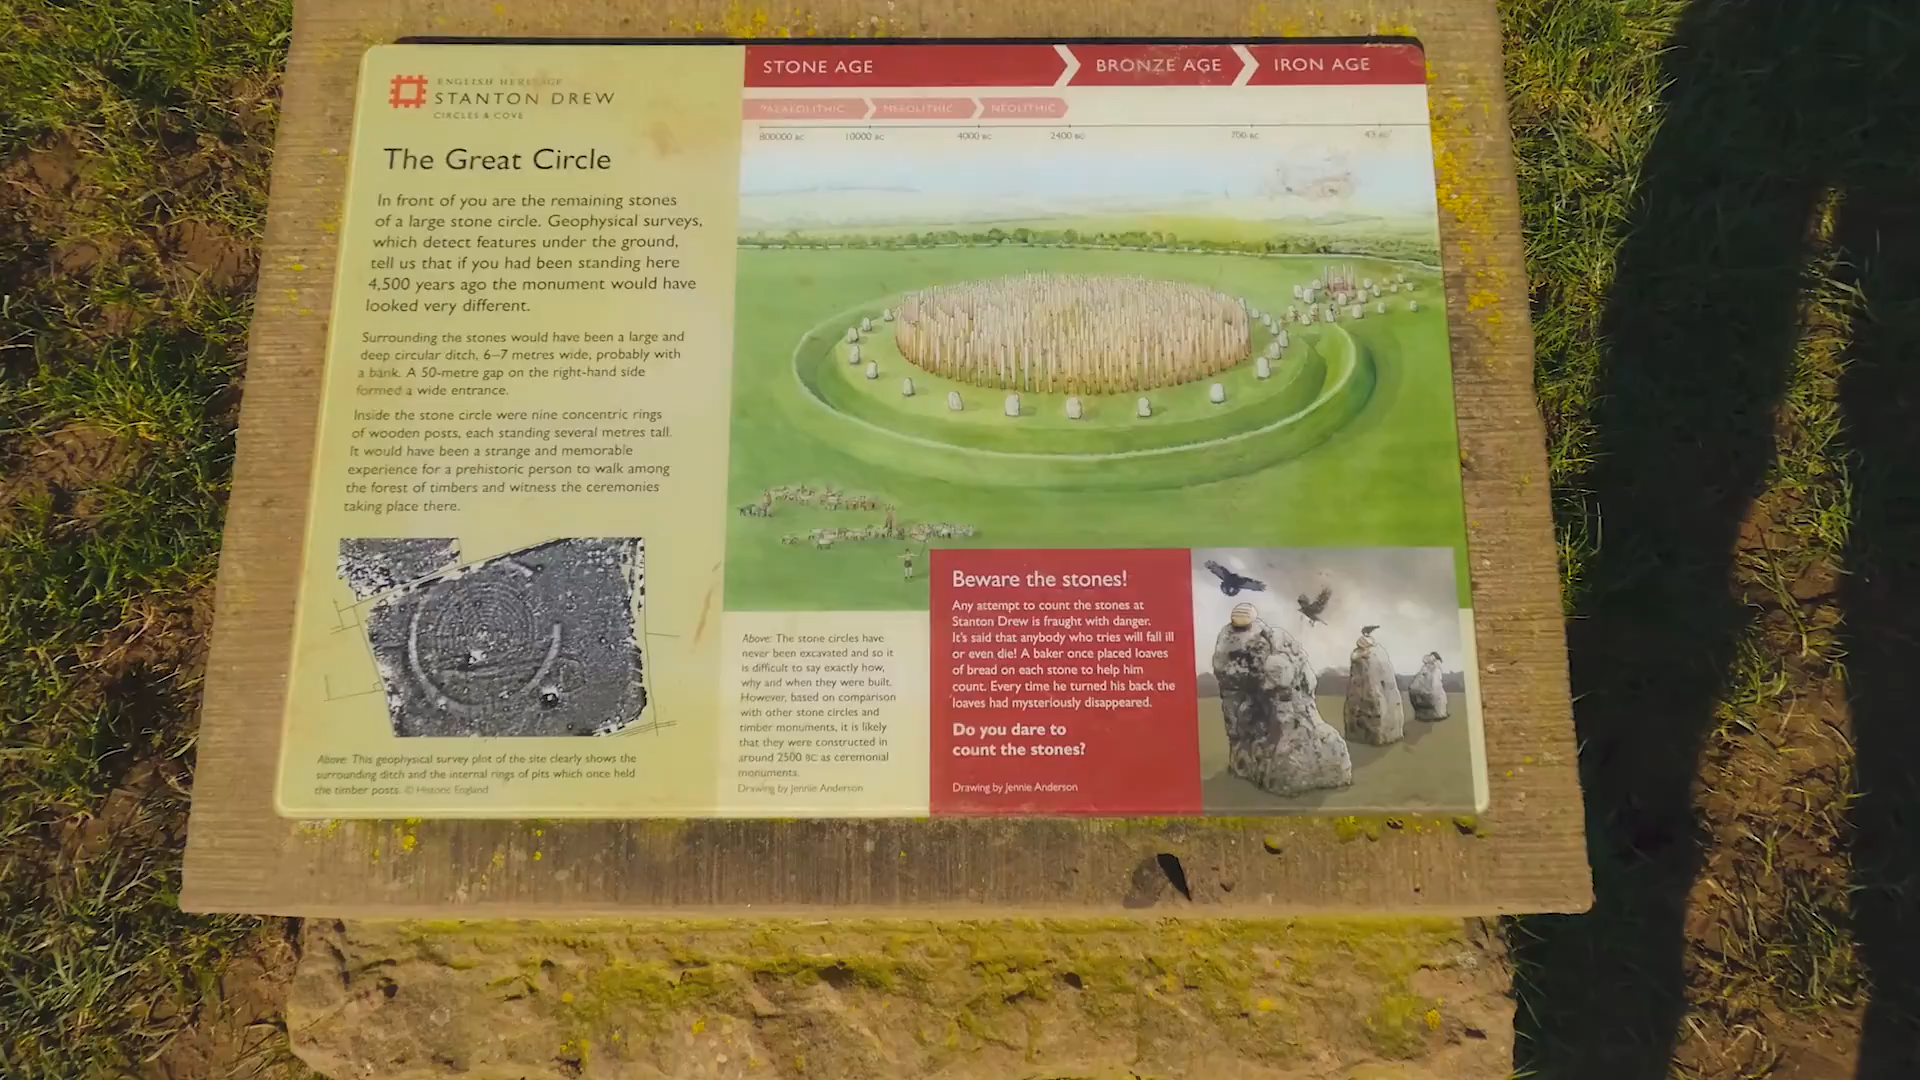 ENGLISH HERITAGE
STANTON DREW
CIRCLES & COVE
The Great Circle
In front of you are the remaining stones
of a large stone circle. Geophysical surveys,
which detect features under the ground,
tell us that if you had been standing here
4,500 years ago the monument would have
looked very different.
Surrounding the stones would have been a large and
deep circular ditch, 6–7 metres wide, probably with
a bank. A 50-metre gap on the right-hand side
formed a wide entrance.
Inside the stone circle were nine concentric rings
of wooden posts, each standing several metres tall.
It would have been a strange and memorable
experience for a prehistoric person to walk among
the forest of timbers and witness the ceremonies
taking place there.
Above: This geophysical survey plot of the site clearly shows the
surrounding ditch and the internal rings of pits which once held
the timber posts. © Historic England
STONE AGE
BRONZE AGE
IRON AGE
PALAEOLITHIC
MESOLITHIC
NEOLITHIC
800000 BC
10000 BC
4000 BC
2400 BC
700 BC
43 AD
Above: The stone circles have
never been excavated and so it
is difficult to say exactly how,
why and when they were built.
However, based on comparison
with other stone circles and
timber monuments, it is likely
that they were constructed in
around 2500 BC as ceremonial
monuments.
Drawing by Jennie Anderson
Beware the stones!
Any attempt to count the stones at
Stanton Drew is fraught with danger.
It's said that anybody who tries will fall ill
or even die! A baker once placed loaves
of bread on each stone to help him
count. Every time he turned his back the
loaves had mysteriously disappeared.
Do you dare to
count the stones?
Drawing by Jennie Anderson